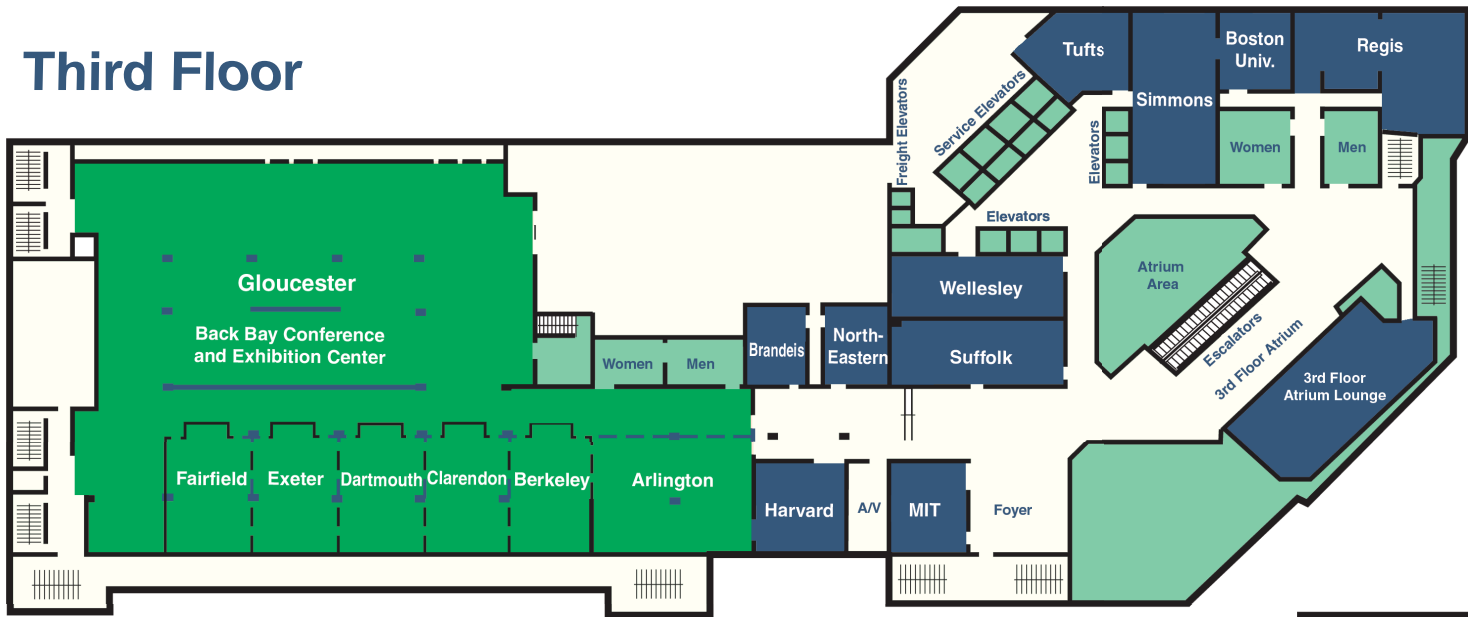 Third Floor
Tufts
Simmons
Boston
Univ.
Regis
Service Elevators
Freight Elevators
Elevators
Women
Men
Elevators
Gloucester
Back Bay Conference
and Exhibition Center
Wellesley
Atrium
Area
Escalators
3rd Floor Atrium
Women
Men
Brandeis
North-
Eastern
Suffolk
3rd Floor
Atrium Lounge
Fairfield
Exeter
Dartmouth
Clarendon
Berkeley
Arlington
Harvard
A/V
MIT
Foyer